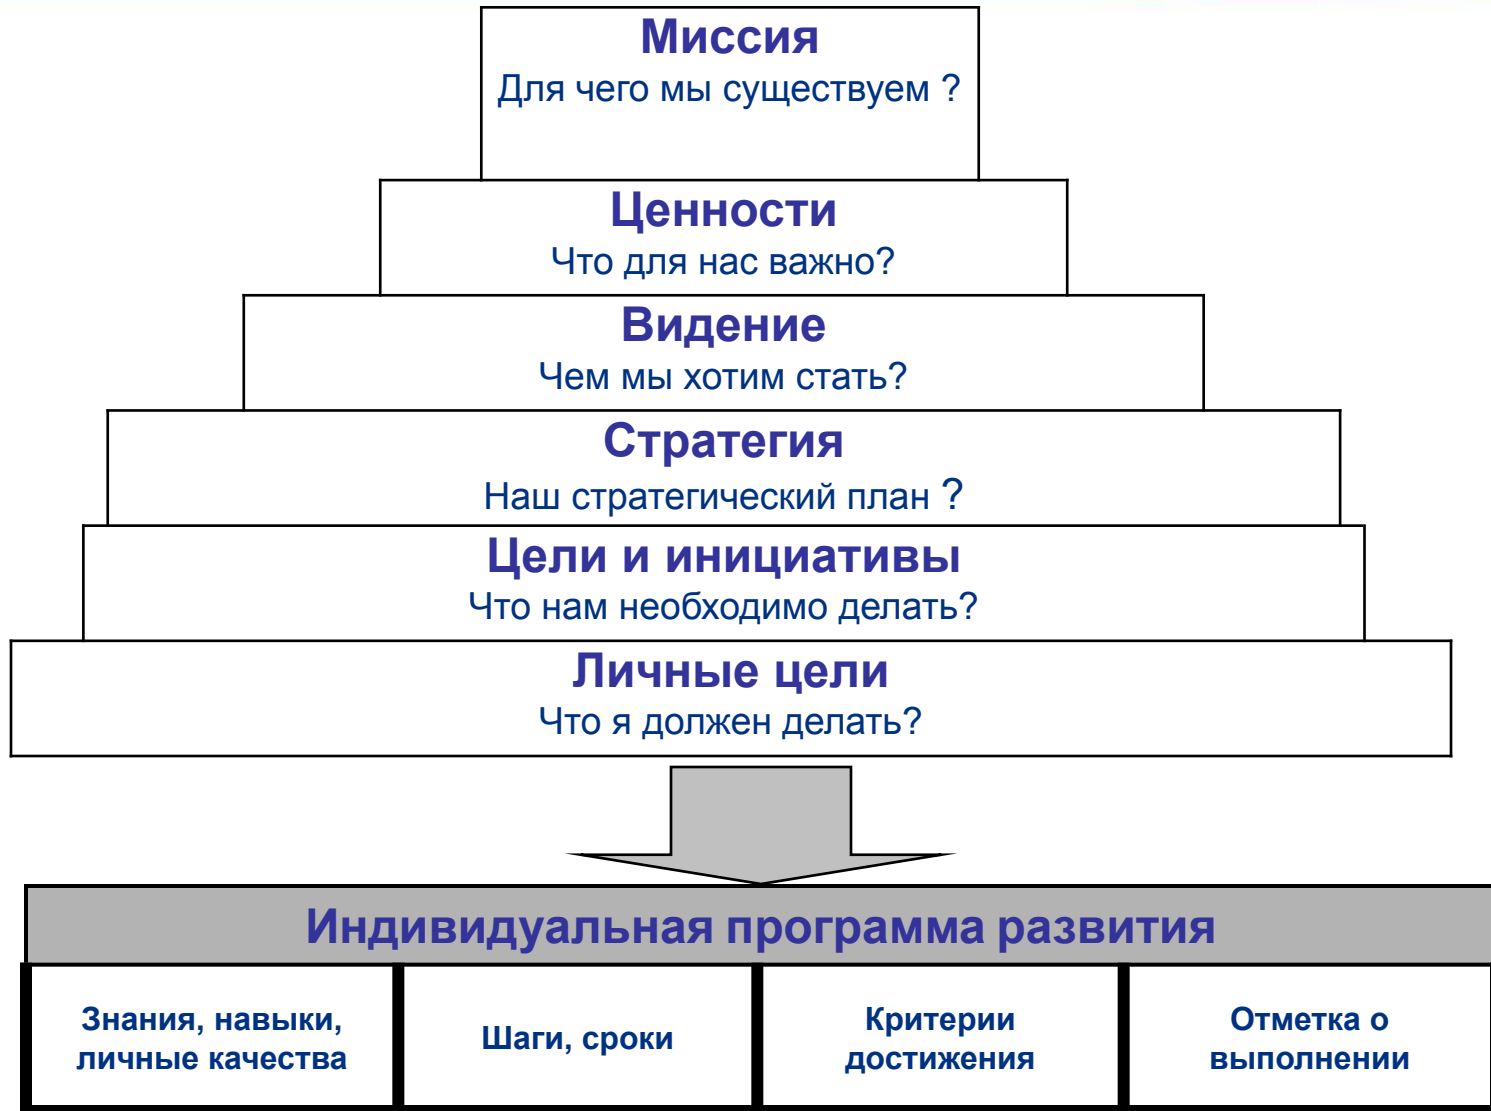 Миссия
Для чего мы существуем ?
Ценности
Что для нас важно?
Видение
Чем мы хотим стать?
Стратегия
Наш стратегический план ?
Цели и инициативы
Что нам необходимо делать?
Личные цели
Что я должен делать?
Индивидуальная программа развития
Знания, навыки,
личные качества
Шаги, сроки
Критерии
достижения
Отметка о
выполнении